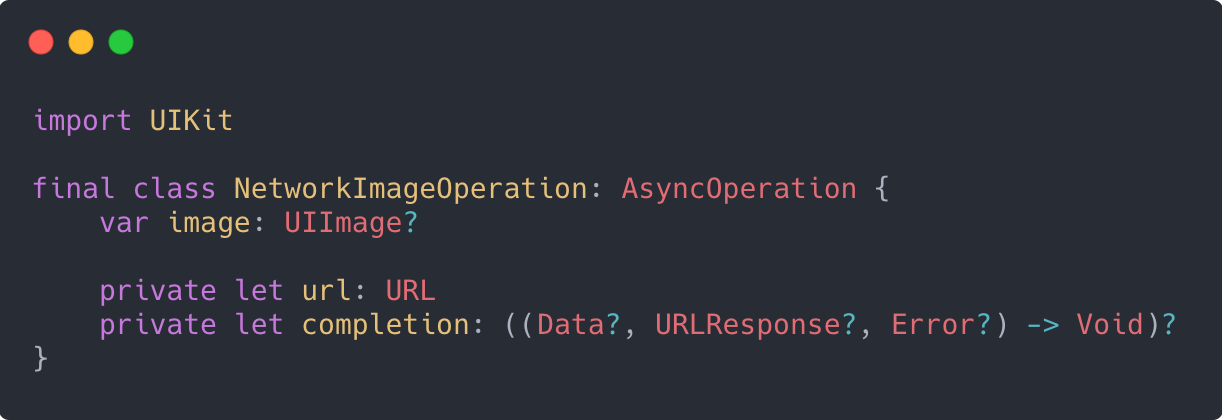 import UIKit
final class NetworkImageOperation: AsyncOperation {
    var image: UIImage?
    private let url: URL
    private let completion: ((Data?, URLResponse?, Error?) -> Void)?
}